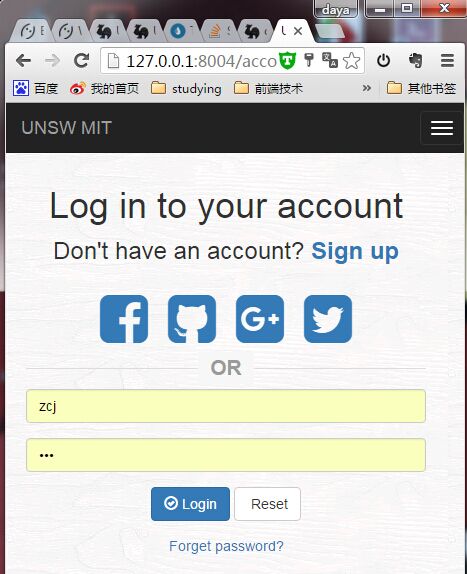 daya
127.0.0.1:8004/acco
百度
我的首页
studying
前端技术
»
其他书签
UNSW MIT
Log in to your account
Don't have an account? Sign up
OR
zcj
•••
Login
Reset
Forget password?